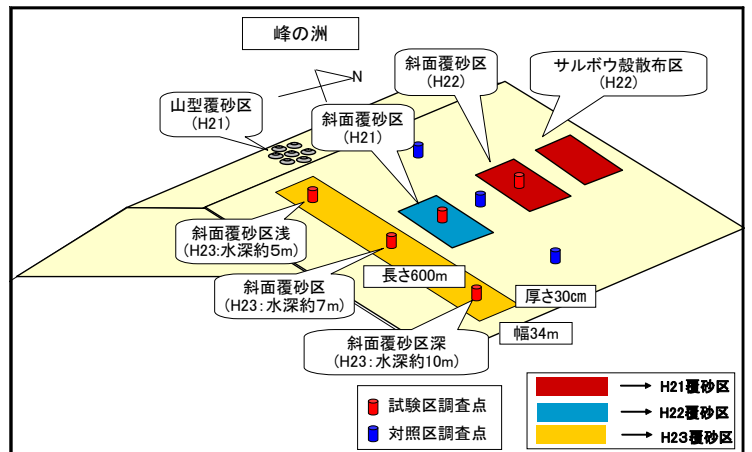 峰の洲
N
山型覆砂区
(H21)
斜面覆砂区
(H21)
斜面覆砂区
(H22)
サルボウ殻散布区
(H22)
斜面覆砂区浅
(H23:水深約5m)
斜面覆砂区
(H23:水深約7m)
斜面覆砂区深
(H23:水深約10m)
長さ600m
厚さ30cm
幅34m
試験区調査点
対照区調査点
H21覆砂区
H22覆砂区
H23覆砂区